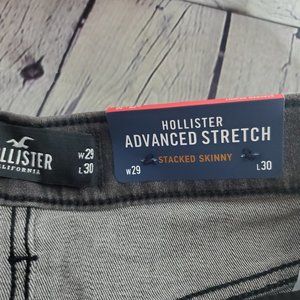 HOLLISTER
CALIFORNIA
W29
L30
HOLLISTER
ADVANCED STRETCH
STACKED SKINNY
W29
L30